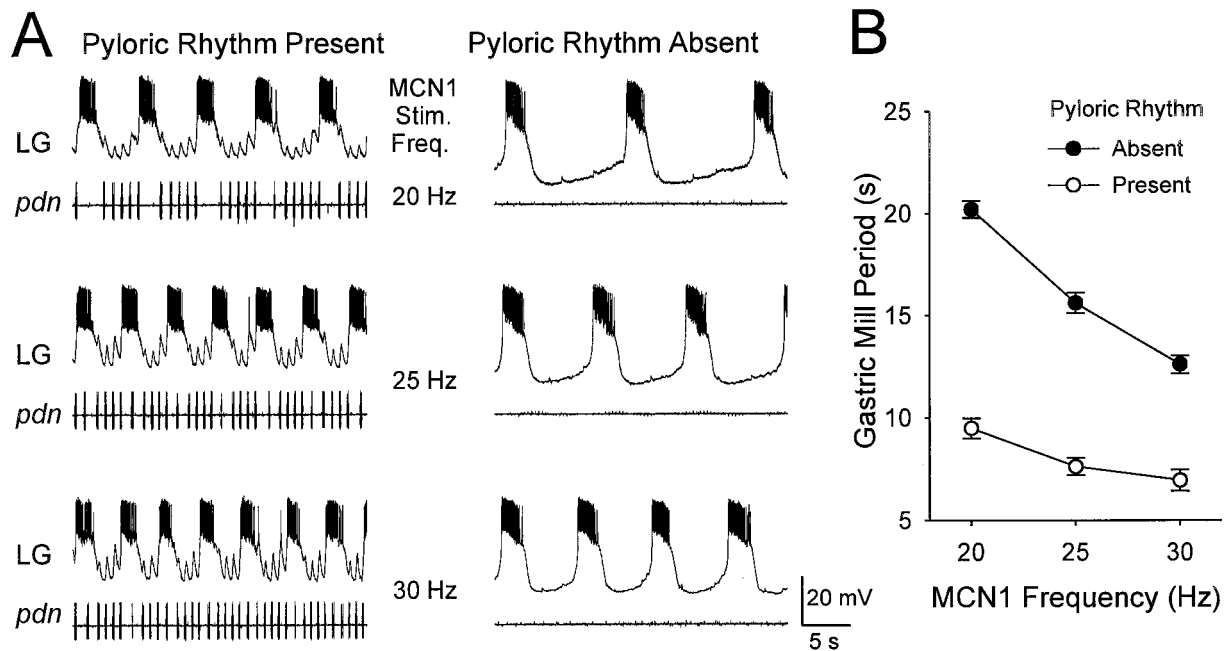 A
Pyloric Rhythm Present
Pyloric Rhythm Absent
MCN1
Stim.
Freq.
LG
pdn
20 Hz
LG
pdn
25 Hz
LG
pdn
30 Hz
20 mV
5 s
B
Pyloric Rhythm
Absent
Present
Gastric Mill Period (s)
25
20
15
10
5
20
25
30
MCN1 Frequency (Hz)